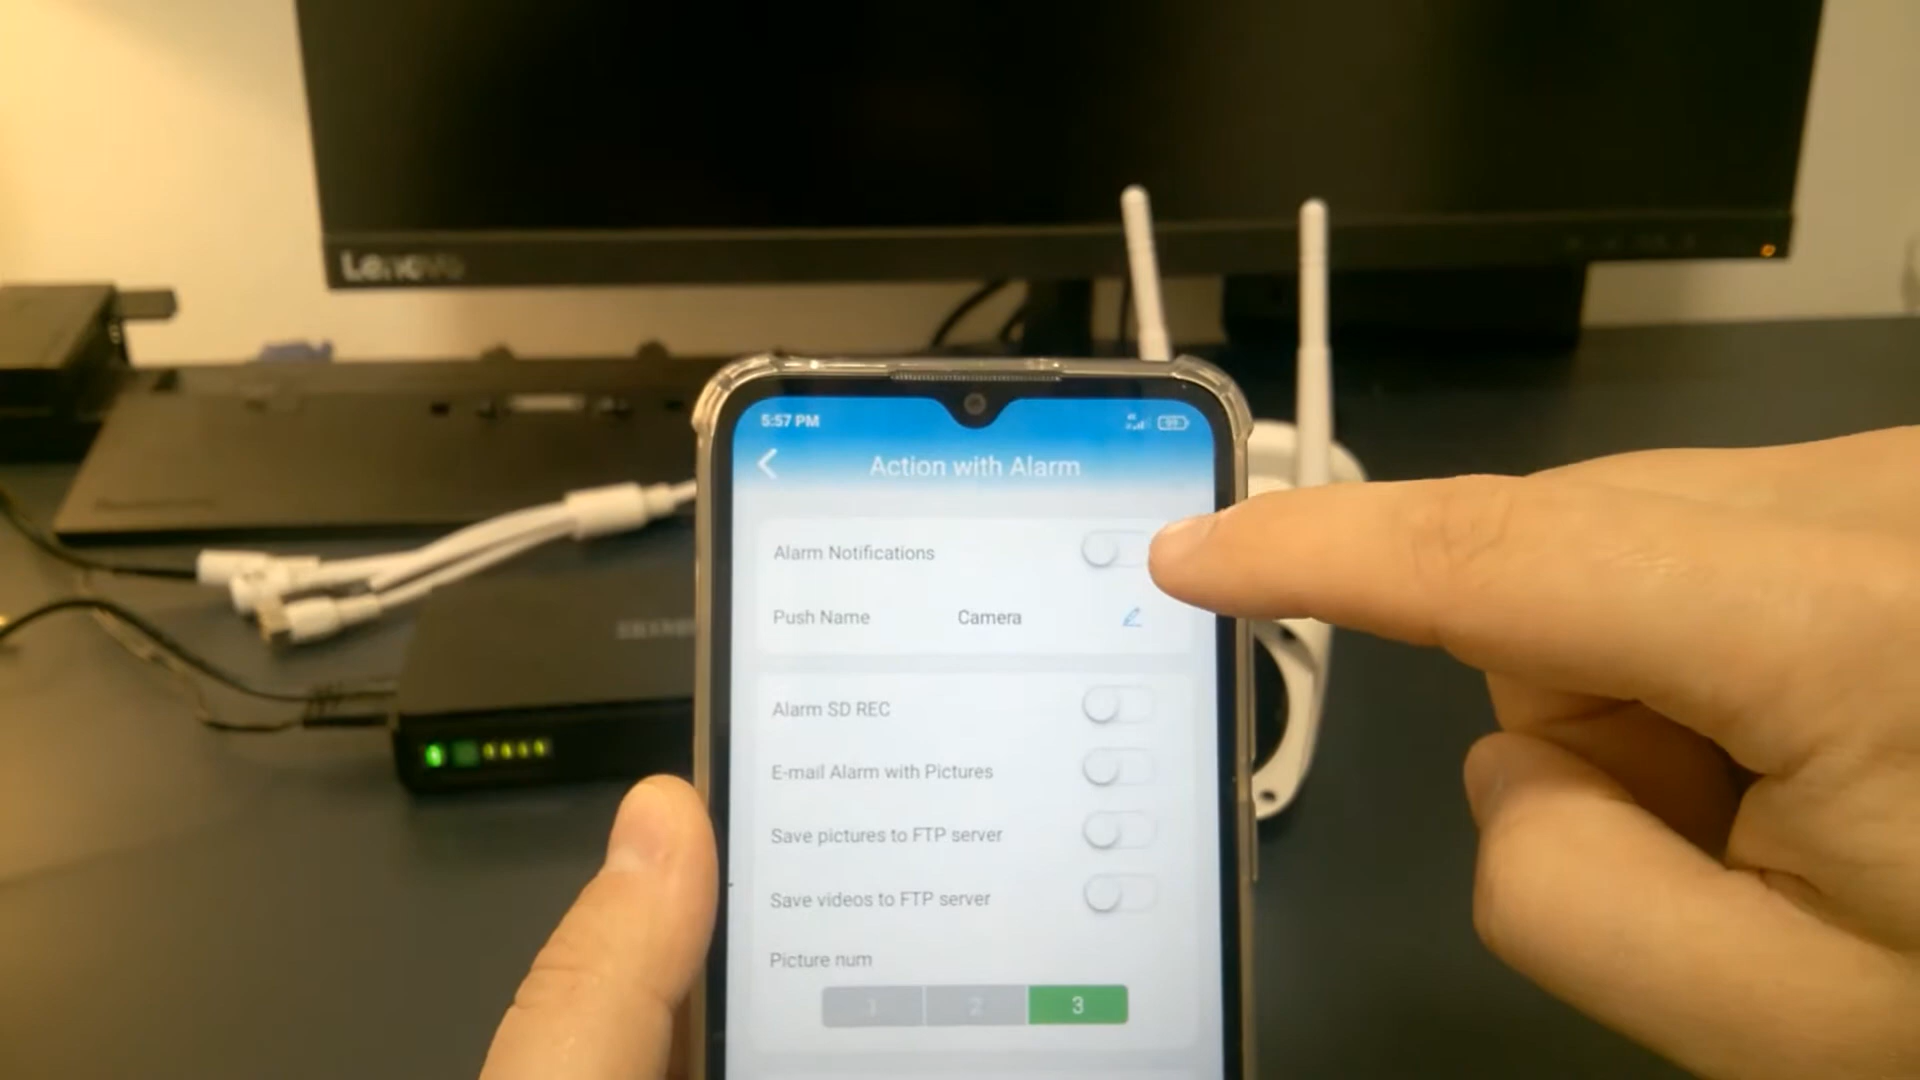 Lenovo
5:57 PM
Action with Alarm
Alarm Notifications
Push Name Camera
Alarm SD REC
E-mail Alarm with Pictures
Save pictures to FTP server
Save videos to FTP server
Picture num
1 2 3